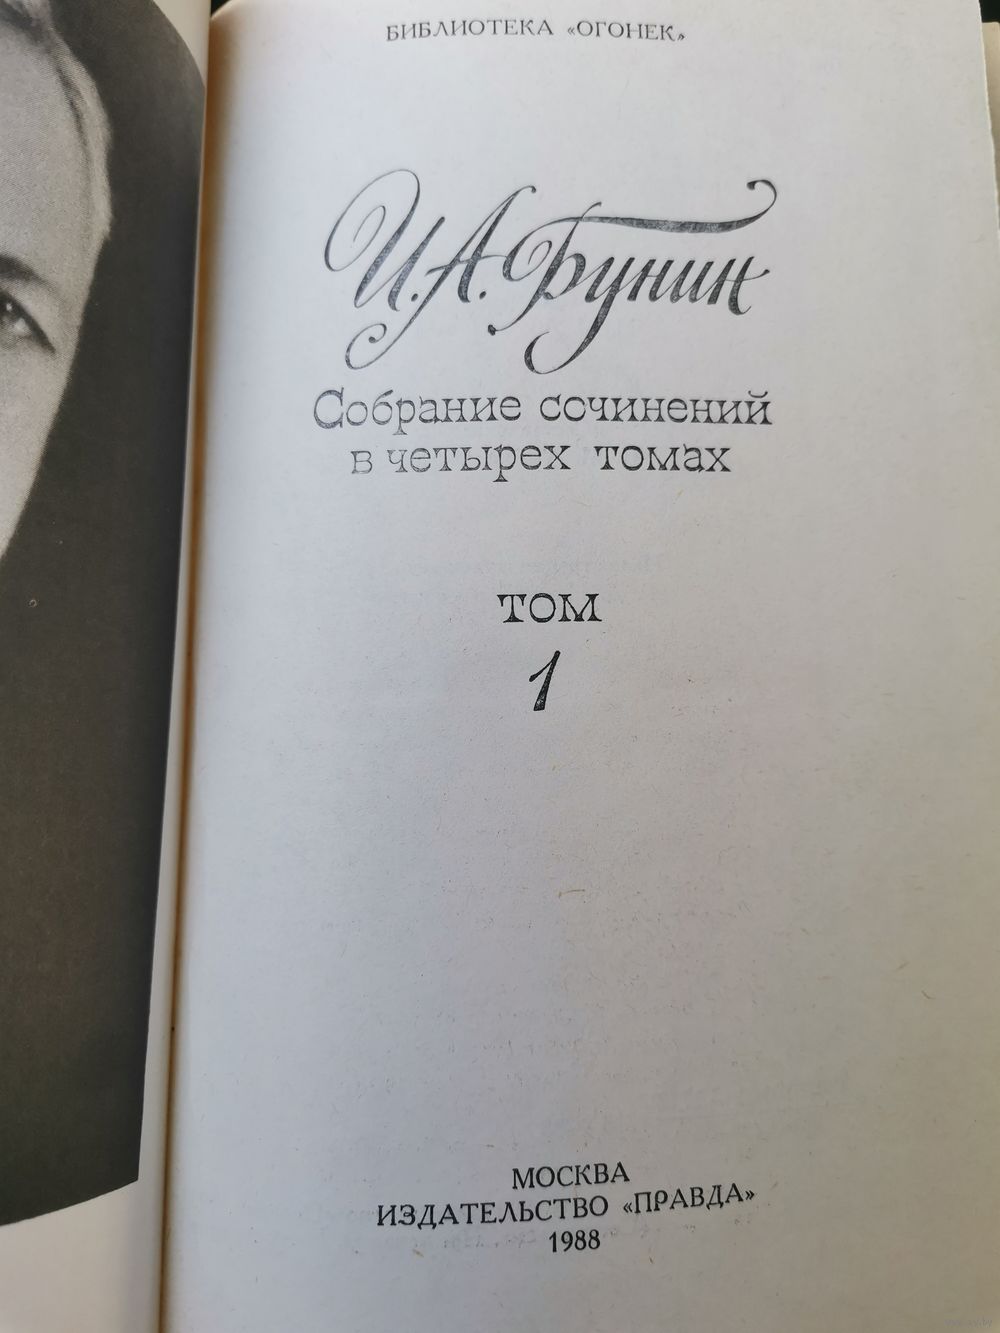 БИБЛИОТЕКА «ОГОНЕК»
И.А.Бунин
Собрание сочинений
в четырех томах
ТОМ
1
МОСКВА
ИЗДАТЕЛЬСТВО «ПРАВДА»
1988